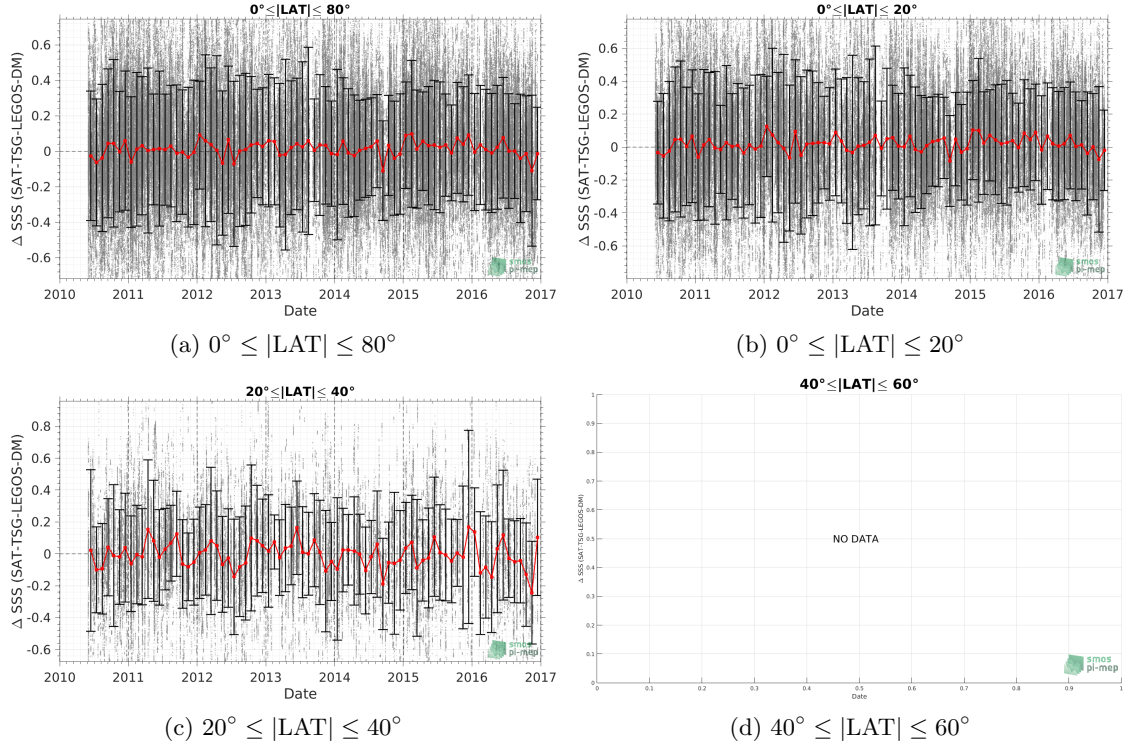 0°≤|LAT|≤ 80°
0°≤|LAT|≤ 20°
Δ SSS (SAT-TSG-LEGOS-DM)
0.6
0.4
0.2
0
-0.2
-0.4
-0.6
2010 2011 2012 2013 2014 2015 2016 2017
Date
smos
pi-mep
Δ SSS (SAT-TSG-LEGOS-DM)
0.6
0.4
0.2
0
-0.2
-0.4
-0.6
2010 2011 2012 2013 2014 2015 2016 2017
Date
smos
pi-mep
(a) 0° ≤ |LAT| ≤ 80°
(b) 0° ≤ |LAT| ≤ 20°
20°≤|LAT|≤ 40°
Δ SSS (SAT-TSG-LEGOS-DM)
0.8
0.6
0.4
0.2
0
-0.2
-0.4
-0.6
2010 2011 2012 2013 2014 2015 2016 2017
Date
smos
pi-mep
40°≤|LAT|≤ 60°
Δ SSS (SAT-TSG-LEGOS-DM)
1
0.9
0.8
0.7
0.6
0.5
0.4
0.3
0.2
0.1
0
NO DATA
0 0.1 0.2 0.3 0.4 0.5 0.6 0.7 0.8 0.9 1
Date
smos
pi-mep
(c) 20° ≤ |LAT| ≤ 40°
(d) 40° ≤ |LAT| ≤ 60°